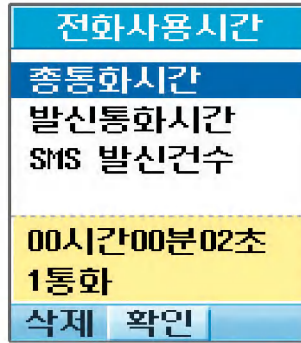 전화사용시간
총통화시간
발신통화시간
SMS 발신건수
00시간00분02초
1통화
삭제 확인